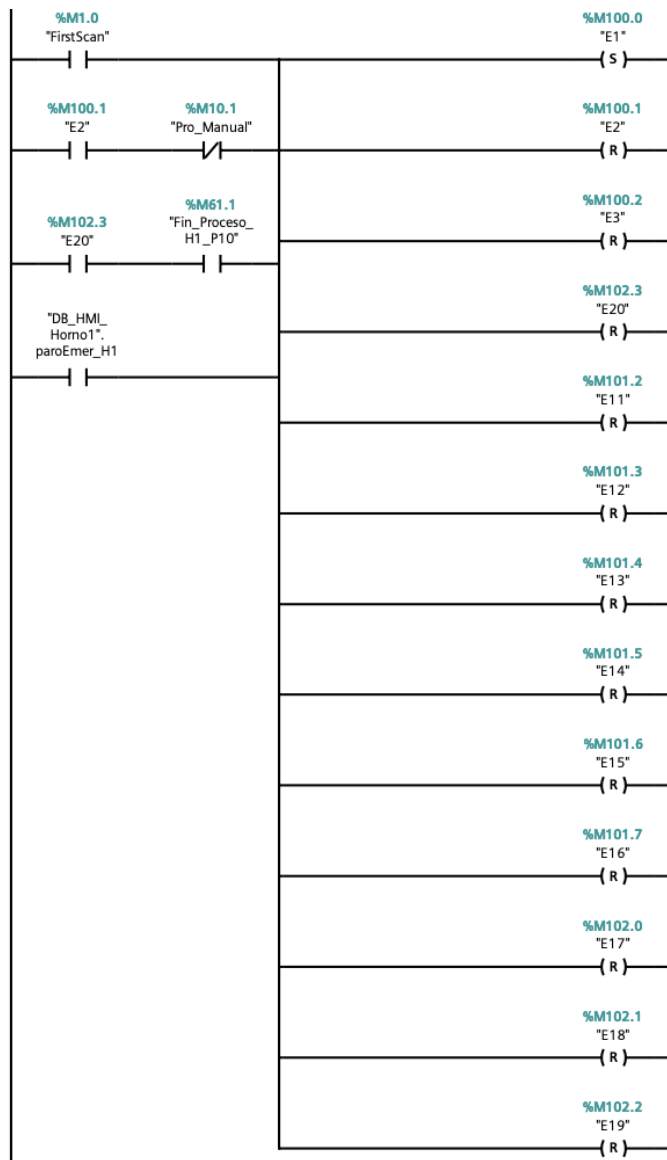 %M1.0
"FirstScan"
%M100.0
"E1"
S
%M100.1
"E2"
%M10.1
"Pro_Manual"
%M100.1
"E2"
R
%M102.3
"E20"
%M61.1
"Fin_Proceso_
H1_P10"
%M100.2
"E3"
R
"DB_HMI_
Horno1".
paroEmer_H1
%M102.3
"E20"
R
%M101.2
"E11"
R
%M101.3
"E12"
R
%M101.4
"E13"
R
%M101.5
"E14"
R
%M101.6
"E15"
R
%M101.7
"E16"
R
%M102.0
"E17"
R
%M102.1
"E18"
R
%M102.2
"E19"
R